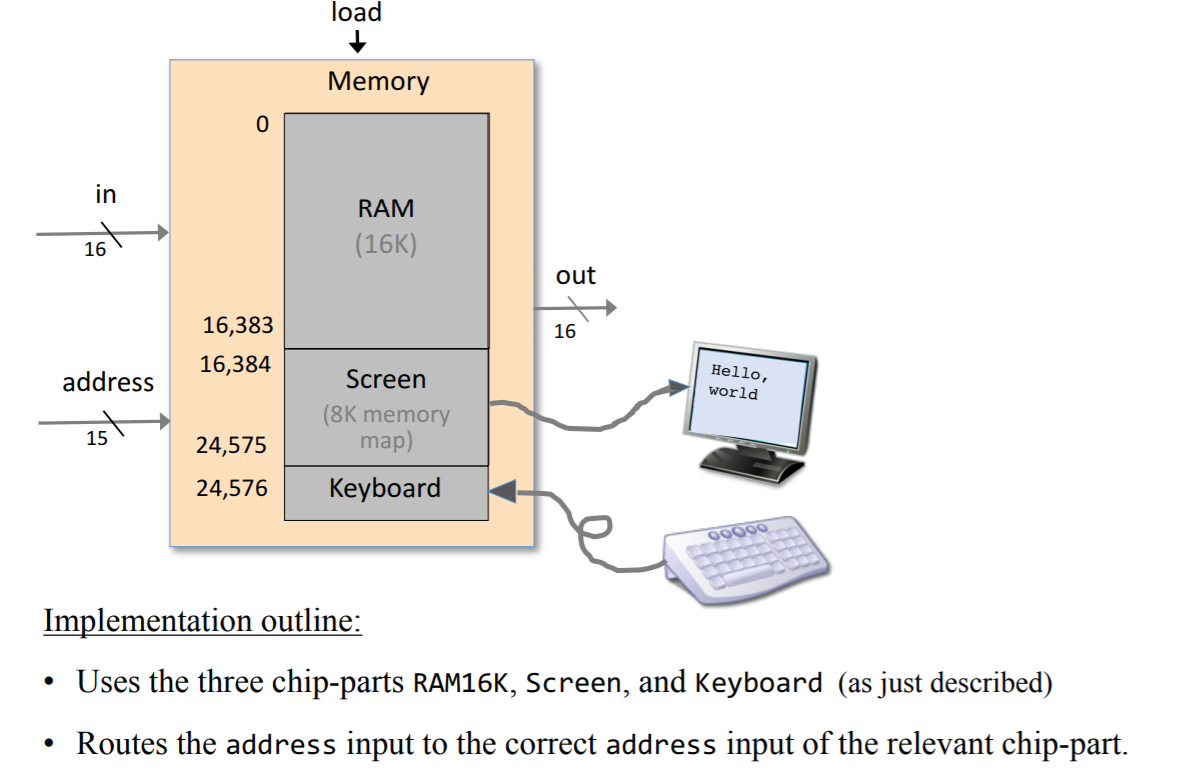 load
Memory
0
in
RAM
16
(16K)
out
16,383
16
16,384
address
Screen
Hello,
world
(8K memory
15
map)
24,575
24,576
Keyboard
Implementation outline:
• Uses the three chip-parts RAM16K, Screen, and Keyboard (as just described)
• Routes the address input to the correct address input of the relevant chip-part.